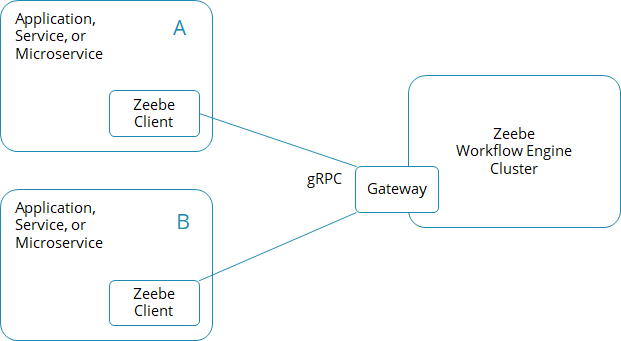 Application,
Service, or
Microservice
A
Zeebe
Client
Application,
Service, or
Microservice
B
Zeebe
Client
gRPC
Gateway
Zeebe
Workflow Engine
Cluster